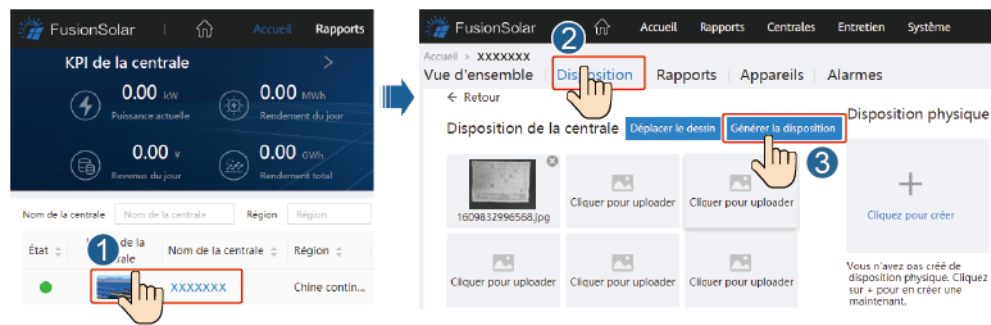 FusionSolar
Accueil
Rapports
KPI de la centrale
>
0.00 kW
Puissance actuelle
0.00 MWh
Rendement du jour
0.00 ¥
Revenus du jour
0.00 GWh
Rendement total
Nom de la centrale
Nom de la centrale
Région
Région
État
de la
rale
Nom de la centrale
Région
1
XXXXXXX
Chine contin...
FusionSolar
Accueil
Rapports
Centrales
Entretien
Système
2
Accueil > XXXXXXX
Vue d'ensemble
Disposition
Rapports
Appareils
Alarmes
← Retour
Disposition de la centrale
Déplacer le dessin
Générer la disposition
3
Disposition physique
1609832996568.jpg
Cliquer pour uploader
Cliquer pour uploader
Cliquez pour créer
Cliquer pour uploader
Cliquer pour uploader
Cliquer pour uploader
Vous n'avez pas créé de
disposition physique. Cliquez
sur + pour en créer une
maintenant.